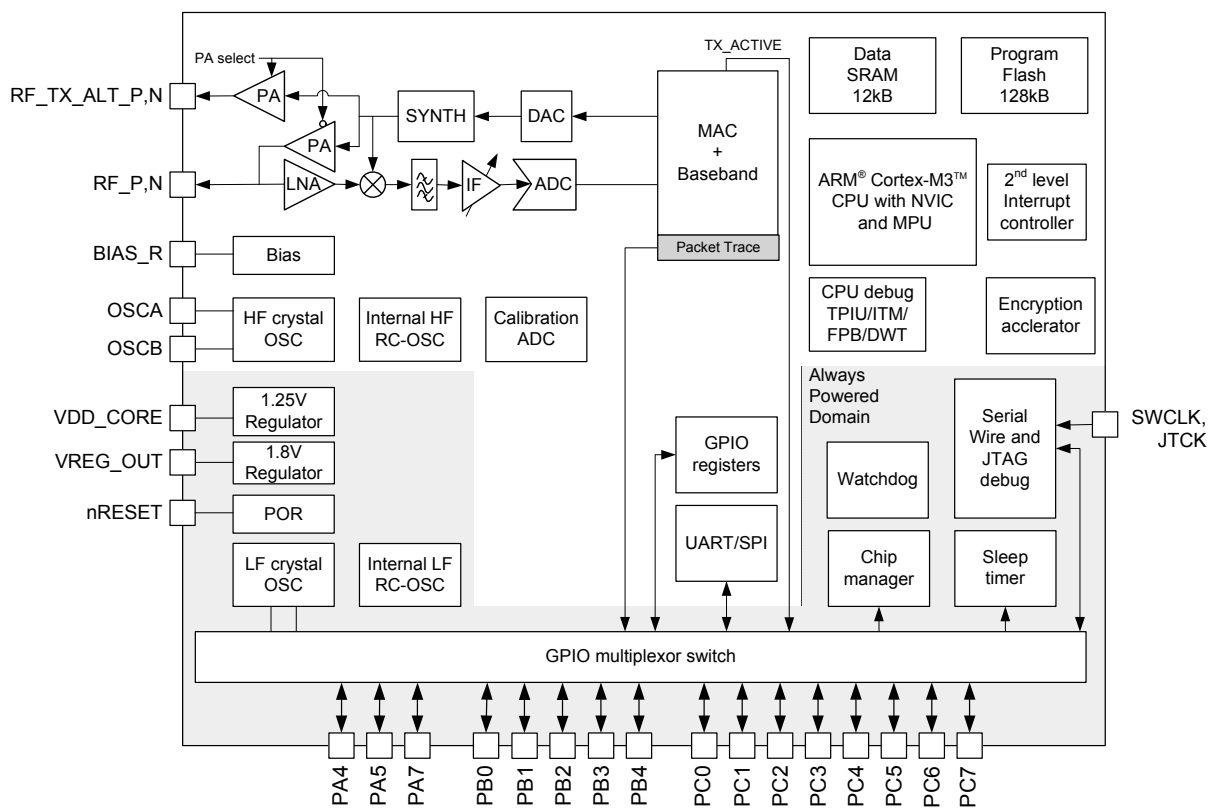 PA select
TX_ACTIVE
RF_TX_ALT_P,N
PA
PA
SYNTH
DAC
MAC
+
Baseband
Packet Trace
RF_P,N
LNA
IF
ADC
Data
SRAM
12kB
Program
Flash
128kB
ARM® Cortex-M3™
CPU with NVIC
and MPU
2nd level
Interrupt
controller
BIAS_R
Bias
OSCA
OSCB
HF crystal
OSC
Internal HF
RC-OSC
Calibration
ADC
CPU debug
TPIU/ITM/
FPB/DWT
Encryption
acclerator
Always
Powered
Domain
VDD_CORE
1.25V
Regulator
VREG_OUT
1.8V
Regulator
nRESET
POR
LF crystal
OSC
Internal LF
RC-OSC
GPIO
registers
UART/SPI
Watchdog
Serial
Wire and
JTAG
debug
SWCLK,
JTCK
Chip
manager
Sleep
timer
GPIO multiplexor switch
PA4
PA5
PA7
PB0
PB1
PB2
PB3
PB4
PC0
PC1
PC2
PC3
PC4
PC5
PC6
PC7